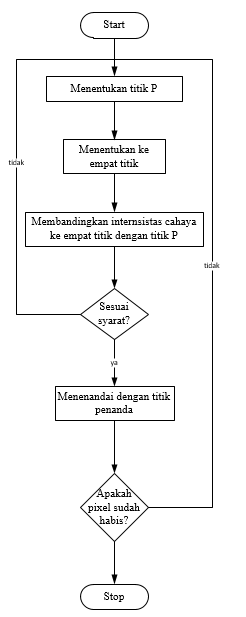 Start
Menentukan titik P
Menentukan ke
empat titik
tidak
Membandingkan internsistas cahaya
ke empat titik dengan titik P
tidak
Sesuai
syarat?
ya
Menenandai dengan titik
penanda
Apakah
pixel sudah
habis?
Stop